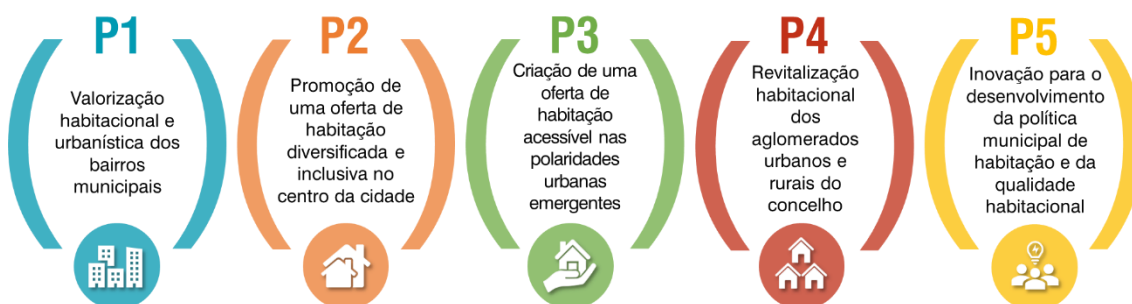 P1
Valorização
habitacional e
urbanística dos
bairros
municipais
P2
Promoção de
uma oferta de
habitação
diversificada e
inclusiva no
centro da cidade
P3
Criação de uma
oferta de
habitação
acessível nas
polaridades
urbanas
emergentes
P4
Revitalização
habitacional
dos
aglomerados
urbanos e
rurais do
concelho
P5
Inovação para o
desenvolvimento
da política
municipal de
habitação e da
qualidade
habitacional